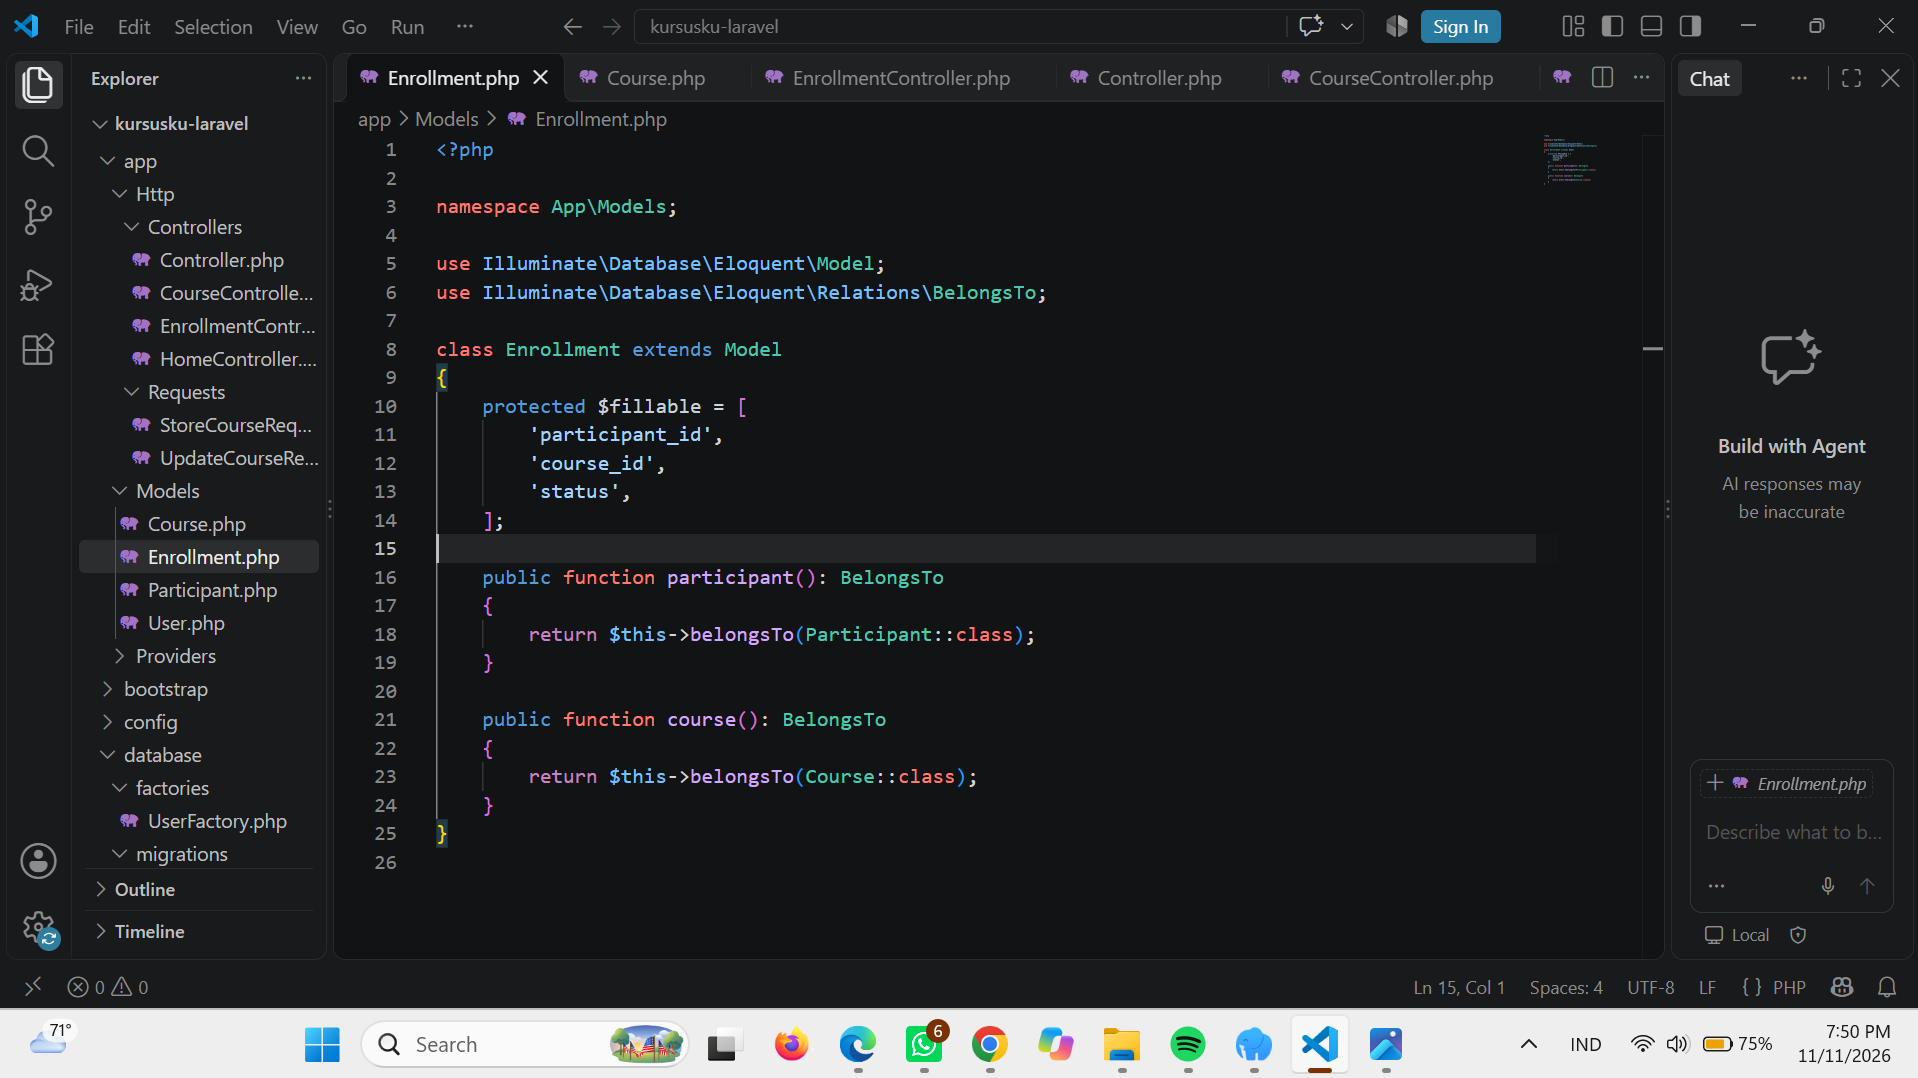 File Edit Selection View Go Run ···
kursusku-laravel
Sign In
Explorer
kursusku-laravel
app
Http
Controllers
Controller.php
CourseControlle...
EnrollmentContr...
HomeController....
Requests
StoreCourseReq...
UpdateCourseRe...
Models
Course.php
Enrollment.php
Participant.php
User.php
Providers
bootstrap
config
database
factories
UserFactory.php
migrations
Outline
Timeline
Enrollment.php Course.php EnrollmentController.php Controller.php CourseController.php
app > Models > Enrollment.php
1 <?php
2
3 namespace App\Models;
4
5 use Illuminate\Database\Eloquent\Model;
6 use Illuminate\Database\Eloquent\Relations\BelongsTo;
7
8 class Enrollment extends Model
9 {
10     protected $fillable = [
11         'participant_id',
12         'course_id',
13         'status',
14     ];
15
16     public function participant(): BelongsTo
17     {
18         return $this->belongsTo(Participant::class);
19     }
20
21     public function course(): BelongsTo
22     {
23         return $this->belongsTo(Course::class);
24     }
25 }
26
Chat
Build with Agent
AI responses may
be inaccurate
Enrollment.php
Describe what to b...
Local
0 0
Ln 15, Col 1 Spaces: 4 UTF-8 LF { } PHP
71°
Search
6
IND
75%
7:50 PM
11/11/2026